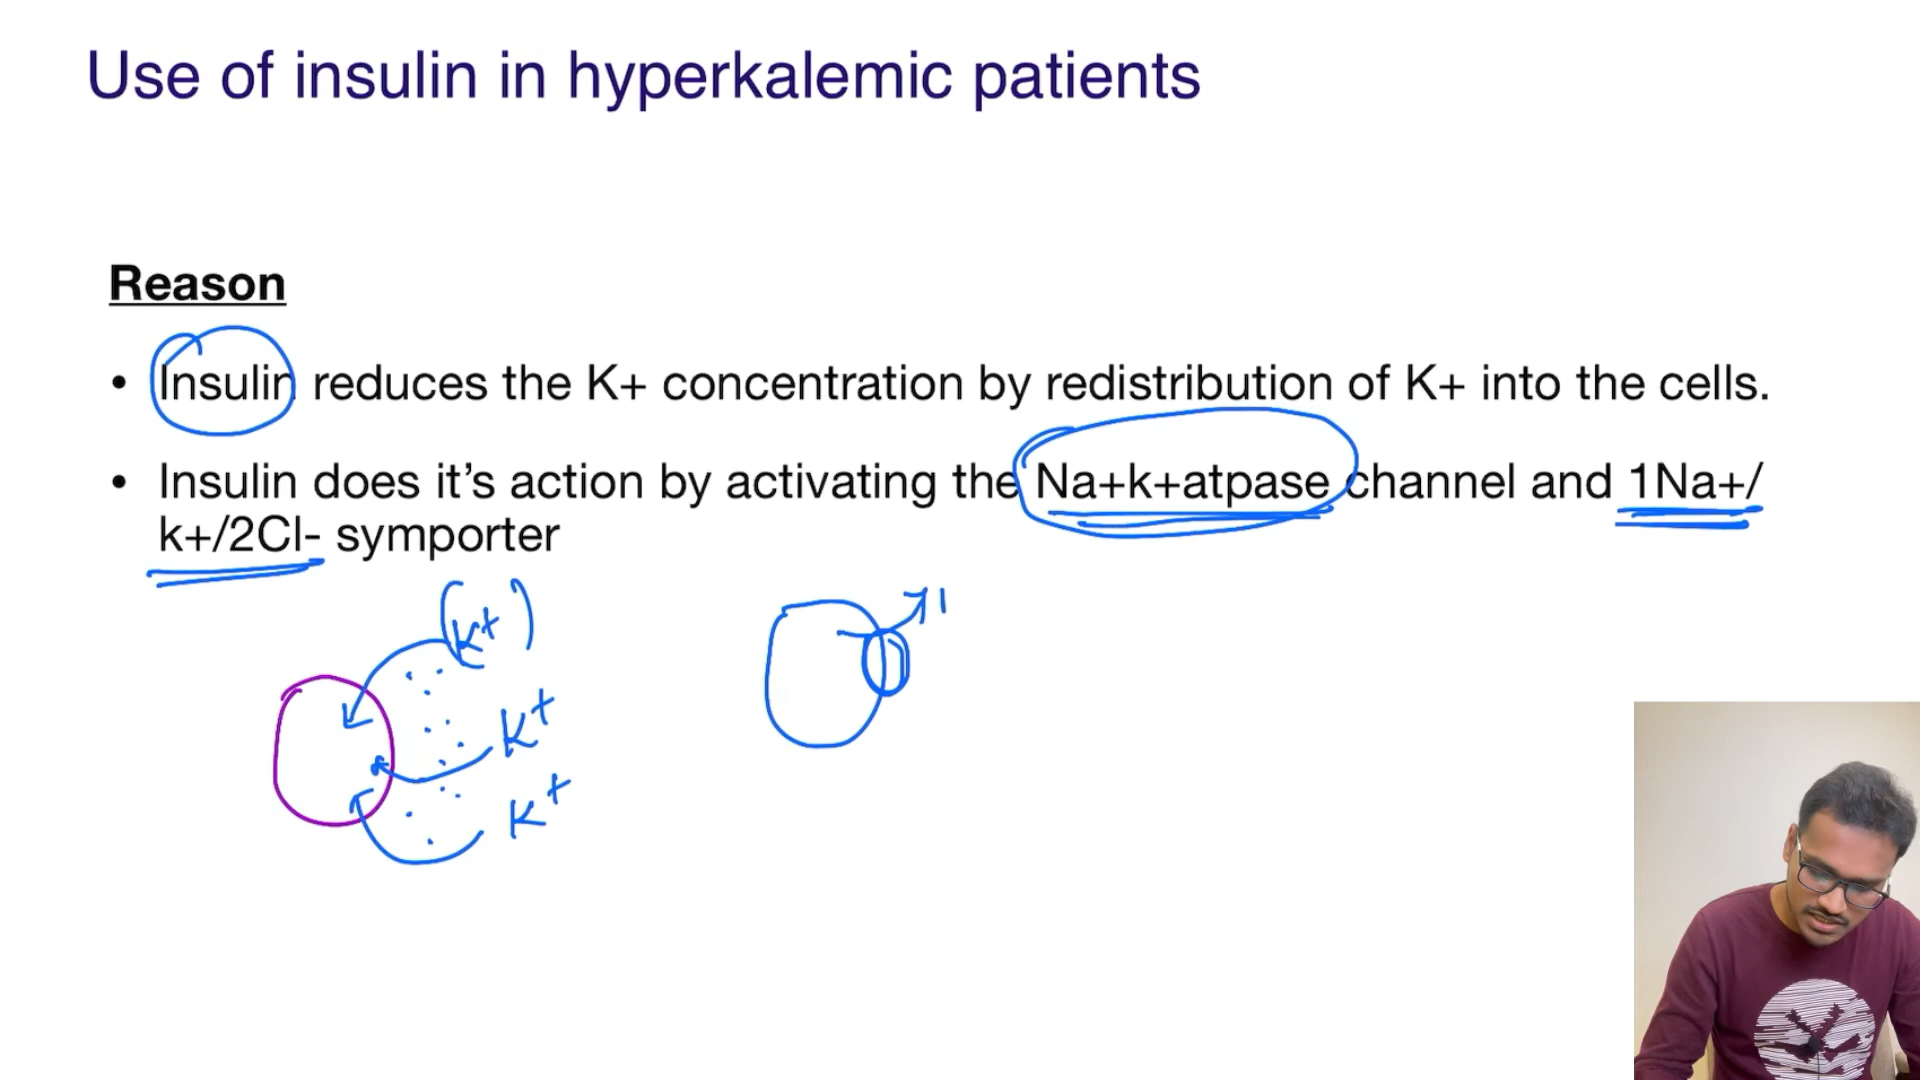 Use of insulin in hyperkalemic patients
Reason
• Insulin reduces the K+ concentration by redistribution of K+ into the cells.
• Insulin does it’s action by activating the Na+k+atpase channel and 1Na+/
k+/2Cl- symporter
(K+)
K+
K+